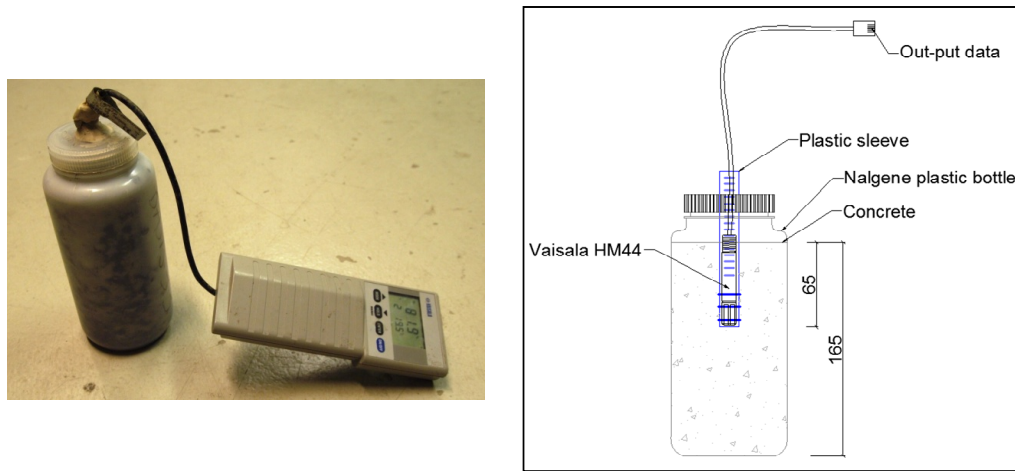 Out-put data
Plastic sleeve
Nalgene plastic bottle
Concrete
Vaisala HM44
65
165